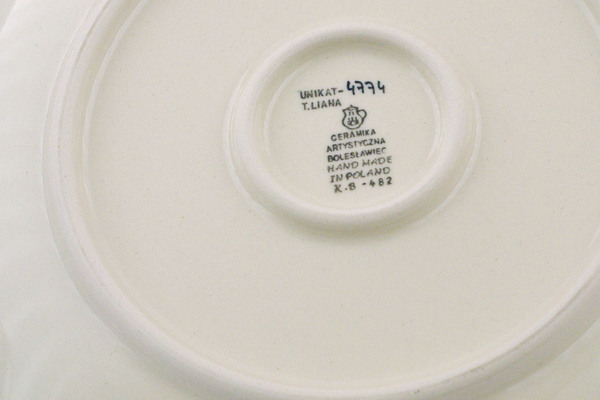 UNIKAT-4774
T.LIANA
CERAMIKA
ARTYSTYCZNA
BOLESŁAWIEC
HAND MADE
IN POLAND
K.B-482